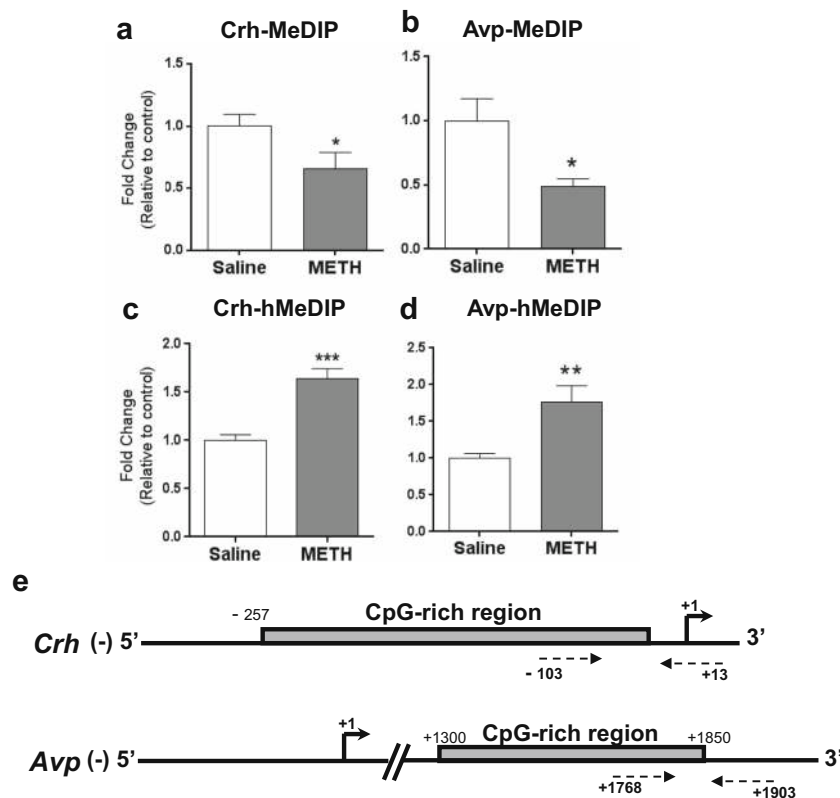 a Crh-MeDIP
b Avp-MeDIP
Fold Change
(Relative to control)
1.5
1.0
0.5
0.0
*
Saline METH
1.5
1.0
0.5
0.0
*
Saline METH
c Crh-hMeDIP
d Avp-hMeDIP
Fold Change
(Relative to control)
2.0
1.5
1.0
0.5
0.0
***
Saline METH
2.5
2.0
1.5
1.0
0.5
0.0
**
Saline METH
e
- 257 CpG-rich region +1
Crh (-) 5' 3'
- 103 +13
+1 +1300 CpG-rich region +1850
Avp (-) 5' 3'
+1768 +1903